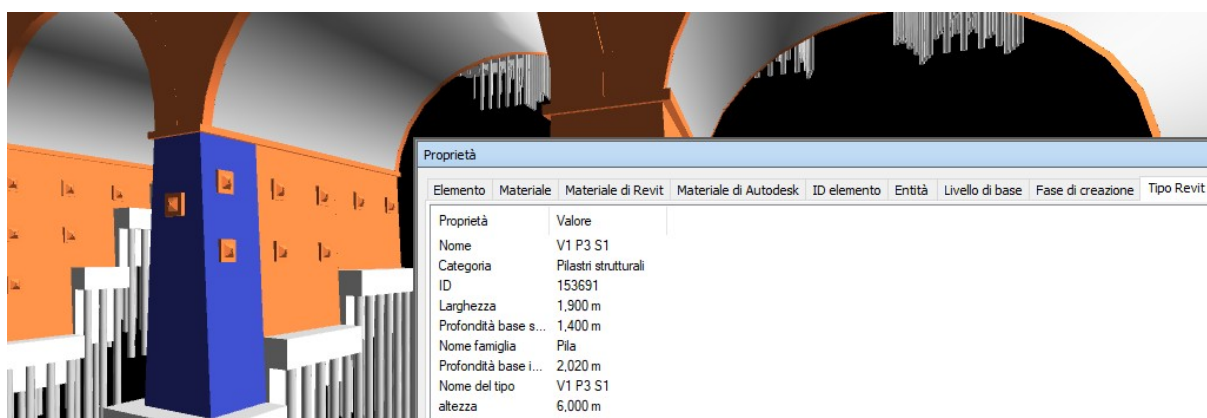 Proprietà
Elemento Materiale Materiale di Revit Materiale di Autodesk ID elemento Entità Livello di base Fase di creazione Tipo Revit
Proprietà Valore
Nome V1 P3 S1
Categoria Pilastri strutturali
ID 153691
Larghezza 1,900 m
Profondità base s... 1,400 m
Nome famiglia Pila
Profondità base i... 2,020 m
Nome del tipo V1 P3 S1
altezza 6,000 m